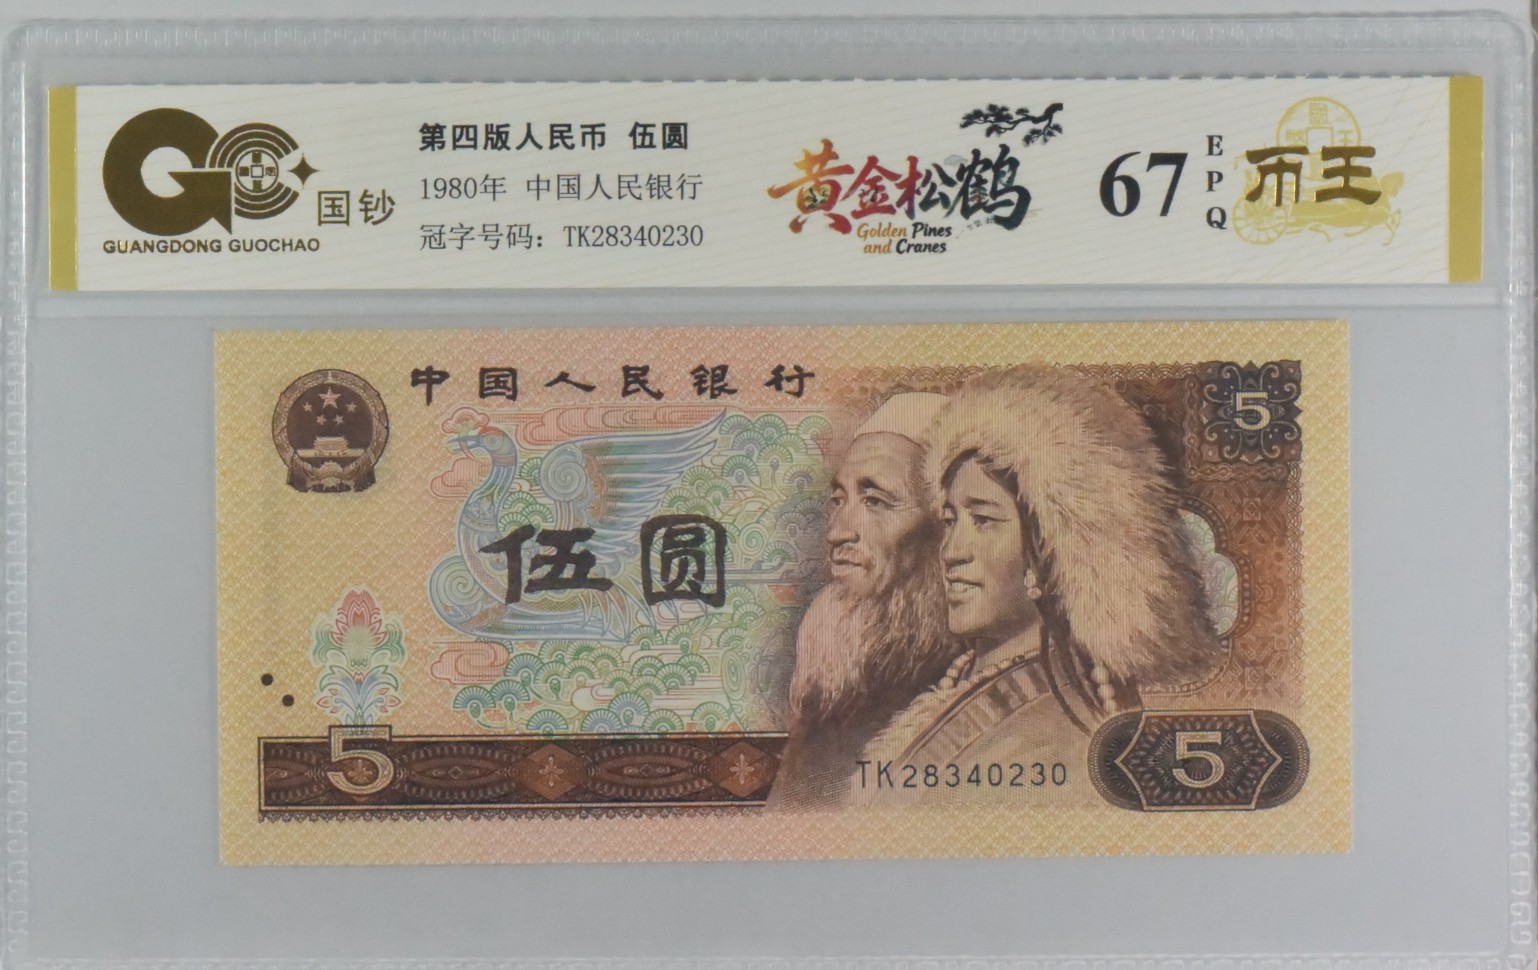 GC
国钞
GUANGDONG GUOCHAO
第四版人民币 伍圆
1980年 中国人民银行
冠字号码：TK28340230
黄金松鹤
Golden Pines
and Cranes
67
EPQ
币王
中国人民银行
5
伍圆
5
TK28340230
5